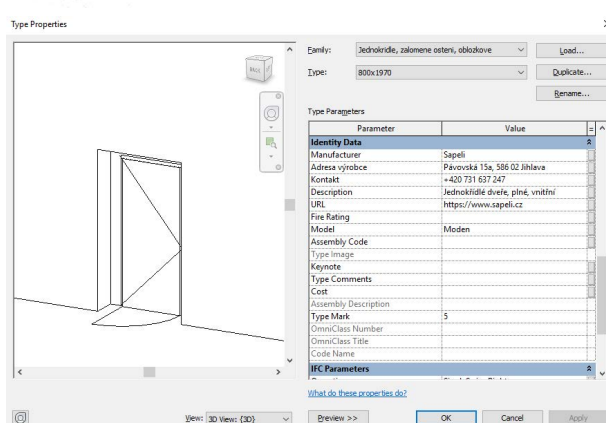 Type Properties
Family: Jednokridle, zalomene osteni, oblozkove Load...
Type: 800x1970 Duplicate...
Rename...
Type Parameters
Parameter Value =
Identity Data
Manufacturer Sapeli
Adresa výrobce Pávovská 15a, 586 02 Jihlava
Kontakt +420 731 637 247
Description Jednokřídlé dveře, plné, vnitřní
URL https://www.sapeli.cz
Fire Rating
Model Moden
Assembly Code
Type Image
Keynote
Type Comments
Cost
Assembly Description
Type Mark 5
OmniClass Number
OmniClass Title
Code Name
IFC Parameters
What do these properties do?
View: 3D View: {3D} Preview >> OK Cancel Apply
BACK